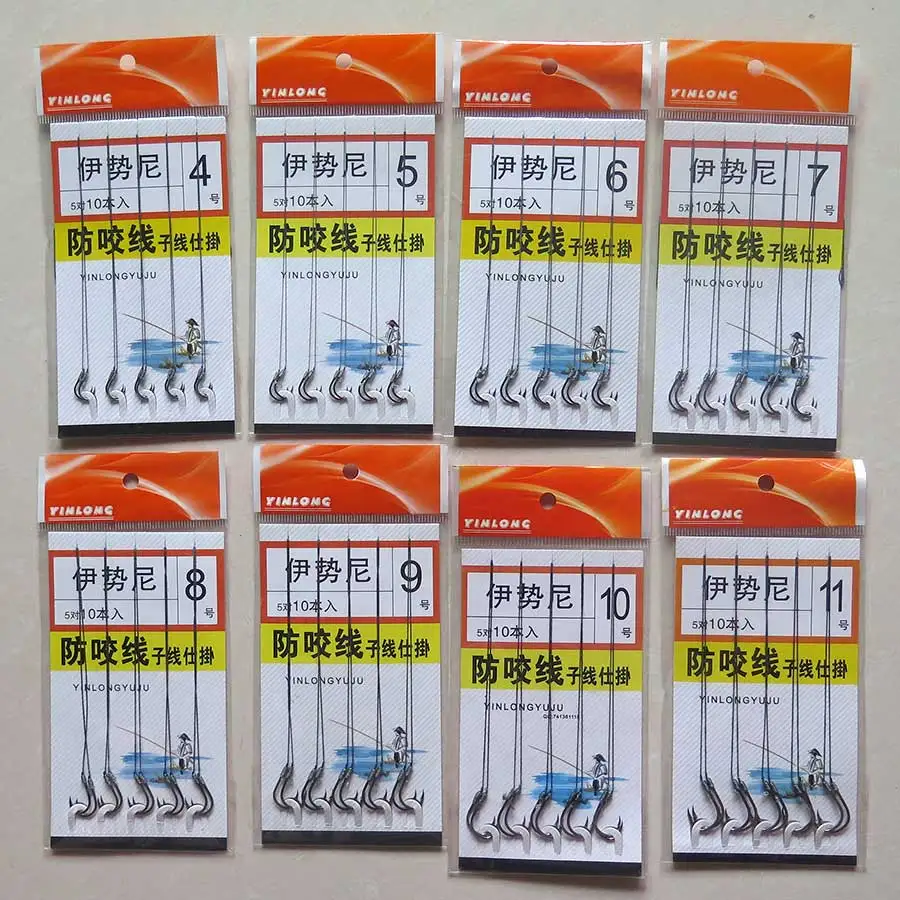 YINLONG
伊势尼 4
5对10本入 号
防咬线子线仕掛
YINLONGYUJU
YINLONG
伊势尼 5
5对10本入 号
防咬线子线仕掛
YINLONGYUJU
YINLONG
伊势尼 6
5对10本入 号
防咬线子线仕掛
YINLONGYUJU
YINLONG
伊势尼 7
5对10本入 号
防咬线子线仕掛
YINLONGYUJU
YINLONG
伊势尼 8
5对10本入 号
防咬线子线仕掛
YINLONGYUJU
YINLONG
伊势尼 9
5对10本入 号
防咬线子线仕掛
YINLONGYUJU
YINLONG
伊势尼 10
5对10本入 号
防咬线子线仕掛
YINLONGYUJU
YINLONG
伊势尼 11
5对10本入 号
防咬线子线仕掛
YINLONGYUJU